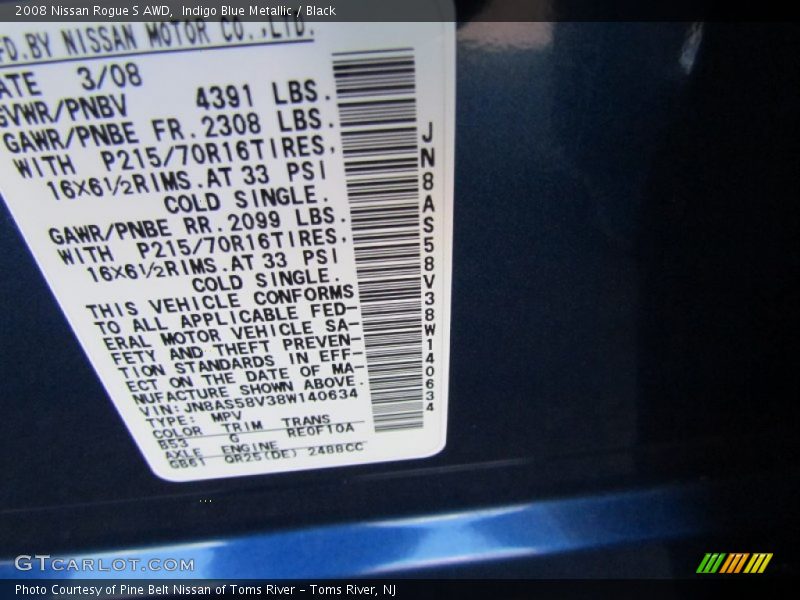 2008 Nissan Rogue S AWD,  Indigo Blue Metallic / Black
FD.BY NISSAN MOTOR CO.,LTD.
ATE 3/08
GVWR/PNBV 4391 LBS.
GAWR/PNBE FR.2308 LBS.
WITH P215/70R16TIRES,
16X6½RIMS.AT 33 PSI
COLD SINGLE.
GAWR/PNBE RR.2099 LBS.
WITH P215/70R16TIRES,
16X6½RIMS.AT 33 PSI
COLD SINGLE.
THIS VEHICLE CONFORMS
TO ALL APPLICABLE FED-
ERAL MOTOR VEHICLE SA-
FETY AND THEFT PREVEN-
TION STANDARDS IN EFF-
ECT ON THE DATE OF MA-
NUFACTURE SHOWN ABOVE.
VIN:JN8AS58V38W140634
TYPE: MPV
COLOR TRIM TRANS
B53 G RE0F10A
AXLE ENGINE
GB61 QR25(DE) 2488CC
JN8AS58V38W140634
GTCARLOT.COM
Photo Courtesy of Pine Belt Nissan of Toms River – Toms River, NJ